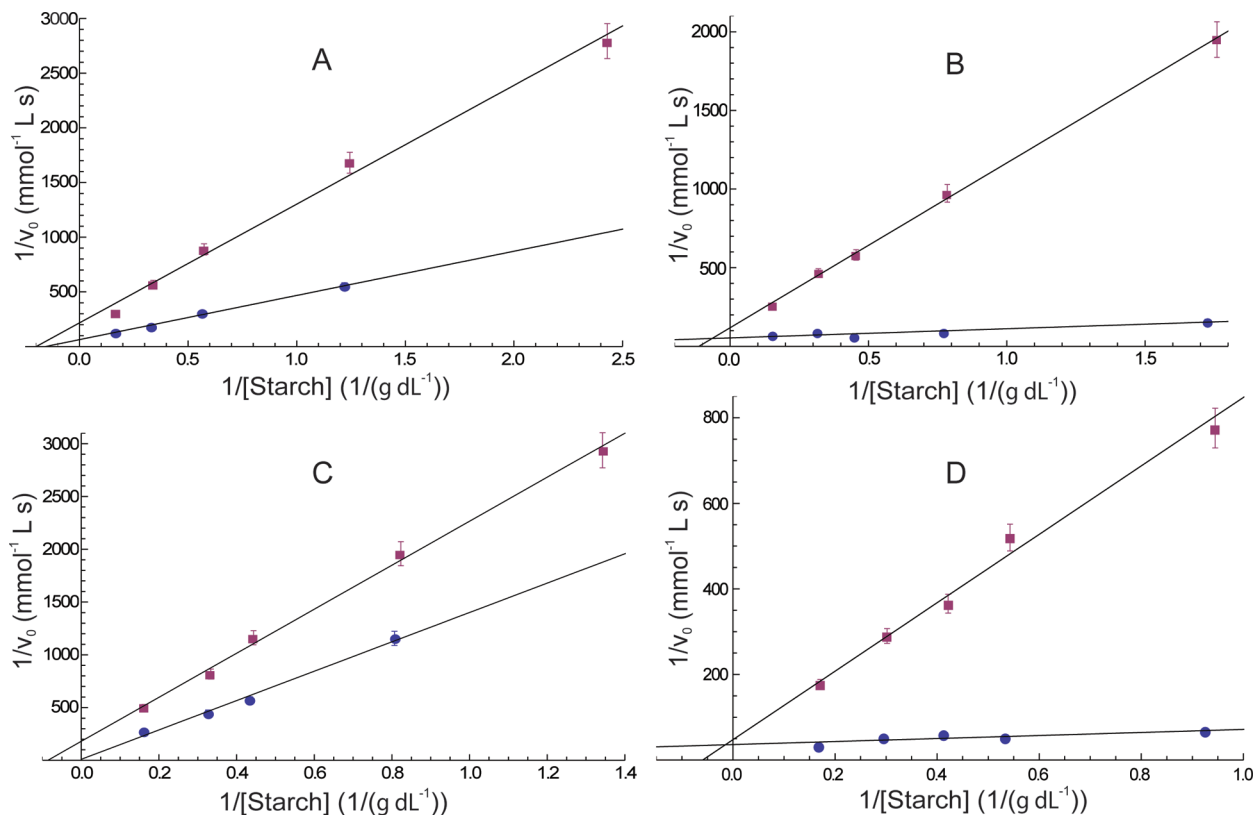 A
1/v₀ (mmol⁻¹ L s)
3000
2500
2000
1500
1000
500
0.0 0.5 1.0 1.5 2.0 2.5
1/[Starch] (1/(g dL⁻¹))
B
1/v₀ (mmol⁻¹ L s)
2000
1500
1000
500
0.0 0.5 1.0 1.5
1/[Starch] (1/(g dL⁻¹))
C
1/v₀ (mmol⁻¹ L s)
3000
2500
2000
1500
1000
500
0.0 0.2 0.4 0.6 0.8 1.0 1.2 1.4
1/[Starch] (1/(g dL⁻¹))
D
1/v₀ (mmol⁻¹ L s)
800
600
400
200
0.0 0.2 0.4 0.6 0.8 1.0
1/[Starch] (1/(g dL⁻¹))